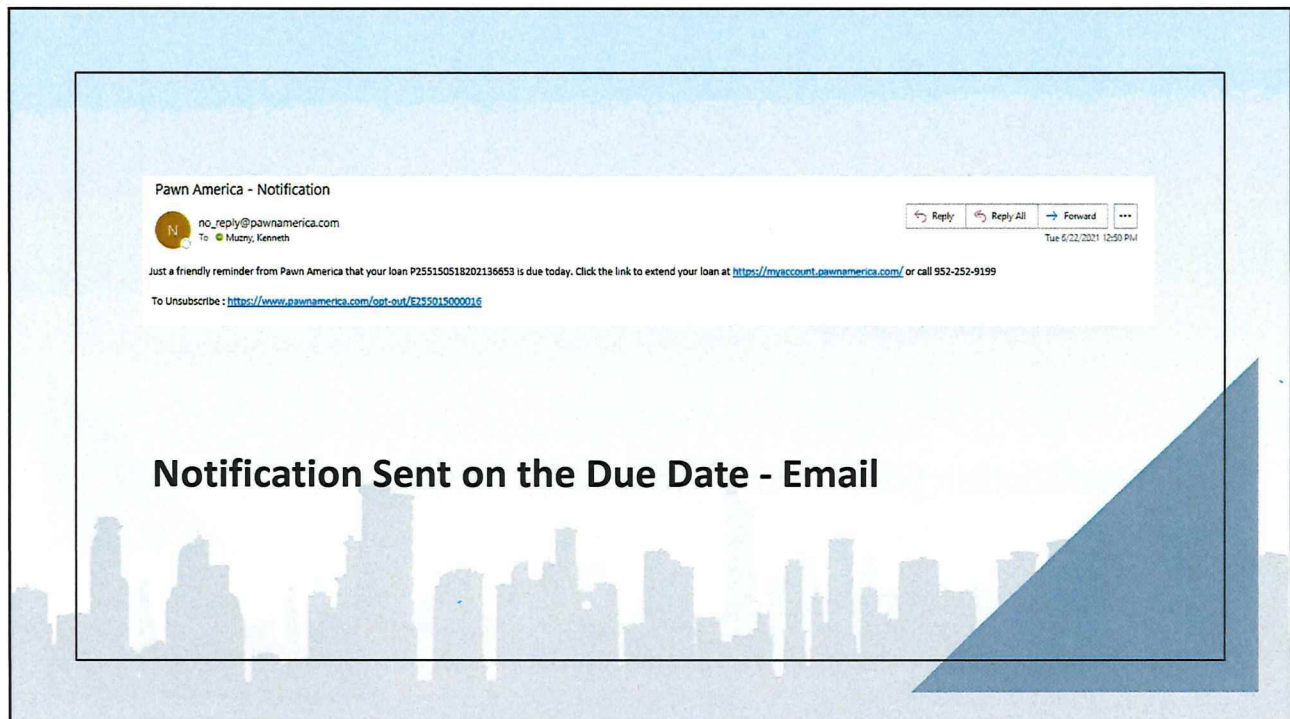 Pawn America - Notification
N
no_reply@pawnamerica.com
To Muzny, Kenneth
Reply Reply All Forward ...
Tue 6/22/2021 12:50 PM
Just a friendly reminder from Pawn America that your loan P255150518202136653 is due today. Click the link to extend your loan at https://myaccount.pawnamerica.com/ or call 952-252-9199
To Unsubscribe : https://www.pawnamerica.com/opt-out/E255015000016
Notification Sent on the Due Date - Email